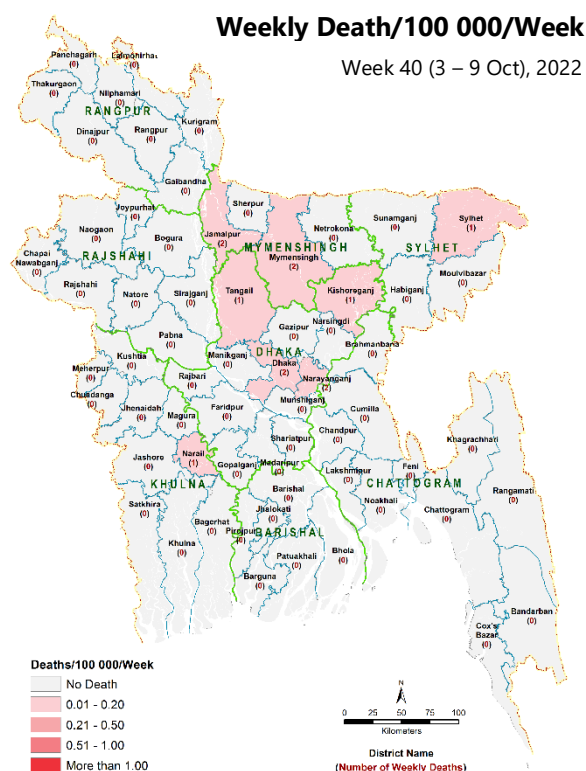 Weekly Death/100 000/Week
Week 40 (3 – 9 Oct), 2022
Panchagarh
(0)
Lalmonirhat
(0)
Thakurgaon
(0)
Nilphamari
(0)
RANGPUR
Kurigram
(0)
Dinajpur
(0)
Rangpur
(0)
Gaibandha
(0)
Joypurhat
(0)
Sherpur
(0)
Netrokona
(0)
Sunamganj
(0)
Sylhet
(1)
Naogaon
(0)
Bogura
(0)
Jamalpur
(2)
MYMENSINGH
Mymensingh
(2)
SYLHET
Chapai
Nawabganj
(0)
RAJSHAHI
Moulvibazar
(0)
Rajshahi
(0)
Natore
(0)
Sirajganj
(0)
Tangail
(1)
Kishoreganj
(1)
Habiganj
(0)
Pabna
(0)
Gazipur
(0)
Narsingdi
(0)
Brahmanbaria
(0)
Kushtia
(0)
Manikganj
(0)
DHAKA
Dhaka
(2)
Meherpur
(0)
Rajbari
(0)
Narayanganj
(2)
Chuadanga
(0)
Jhenaidah
(0)
Magura
(0)
Faridpur
(0)
Munshiganj
(0)
Cumilla
(0)
Chandpur
(0)
Khagrachhari
(0)
Jashore
(0)
Narail
(1)
Gopalganj
(0)
Madaripur
(0)
Shariatpur
(0)
Lakshmipur
(0)
Feni
(0)
KHULNA
CHATTOGRAM
Rangamati
(0)
Satkhira
(0)
Bagerhat
(0)
Barishal
(0)
Jhalokati
(0)
Noakhali
(0)
Chattogram
(0)
Khulna
(0)
Pirojpur
(0)
BARISHAL
Patuakhali
(0)
Bhola
(0)
Barguna
(0)
Bandarban
(0)
Cox's
Bazar
(0)
Deaths/100 000/Week
No Death
0.01 - 0.20
0.21 - 0.50
0.51 - 1.00
More than 1.00
N
0 20 40 60 80 100
Kilometers
District Name
(Number of Weekly Deaths)